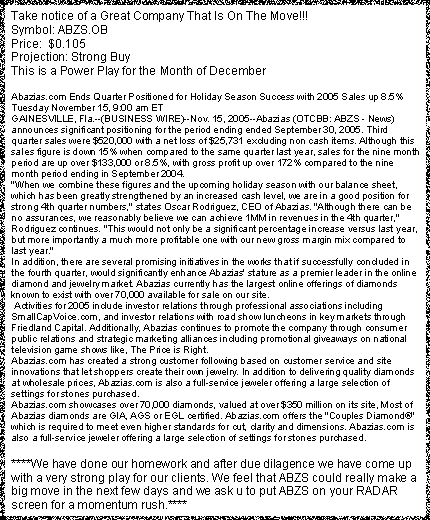 Take notice of a Great Company That Is On The Move!!!
Symbol: ABZS.OB
Price: $0.105
Projection: Strong Buy
This is a Power Play for the Month of December
Abazias.com Ends Quarter Positioned for Holiday Season Success with 2005 Sales up 8.5%
Tuesday November 15, 9:00 am ET
GAINESVILLE, Fla.--(BUSINESS WIRE)--Nov. 15, 2005--Abazias (OTCBB: ABZS - News)
announces significant positioning for the period ending ended September 30, 2005. Third
quarter sales were $520,000 with a net loss of $25,731 excluding non cash items. Although this
sales figure is down 15% when compared to the same quarter last year, sales for the nine month
period are up over $133,000 or 8.5%, with gross profit up over 172% compared to the nine
month period ending in September 2004.
"When we combine these figures and the upcoming holiday season with our balance sheet,
which has been greatly strengthened by an increased cash level, we are in a good position for
strong 4th quarter numbers," states Oscar Rodriguez, CEO of Abazias. "Although there can be
no assurances, we reasonably believe we can achieve 1MM in revenues in the 4th quarter,"
Rodriguez continues. "This would not only be a significant percentage increase versus last year,
but more importantly a much more profitable one with our new gross margin mix compared to
last year."
In addition, there are several promising initiatives in the works that if successfully concluded in
the fourth quarter, would significantly enhance Abazias' stature as a premier leader in the online
diamond and jewelry market. Abazias currently has the largest online offerings of diamonds
known to exist with over 70,000 available for sale on our site.
Activities for 2005 include investor relations through professional associations including
SmallCapVoice.com, and investor relations with road show luncheons in key markets through
Friedland Capital. Additionally, Abazias continues to promote the company through consumer
public relations and strategic marketing alliances including promotional giveaways on national
television game shows like, The Price is Right.
Abazias.com has created a strong customer following based on customer service and site
innovations that let shoppers create their own jewelry. In addition to delivering quality diamonds
at wholesale prices, Abazias.com is also a full-service jeweler offering a large selection of
settings for stones purchased.
Abazias.com showcases over 70,000 diamonds, valued at over $350 million on its site, Most of
Abazias diamonds are GIA, AGS or EGL certified. Abazias.com offers the "Couples Diamond®"
which is required to meet even higher standards for cut, clarity and dimensions. Abazias.com is
also a full-service jeweler offering a large selection of settings for stones purchased.
****We have done our homework and after due dilagence we have come up
with a very strong play for our clients. We feel that ABZS could really make a
big move in the next few days and we ask u to put ABZS on your RADAR
screen for a momentum rush.****